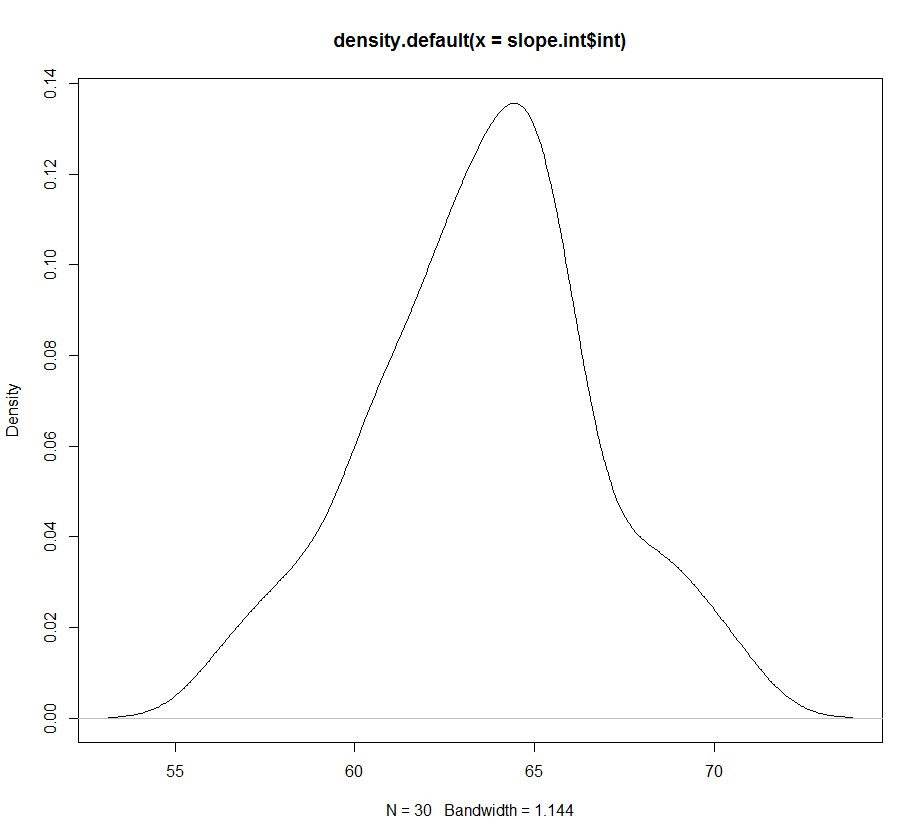 density.default(x = slope.int$int)
Density
0.14
0.12
0.10
0.08
0.06
0.04
0.02
0.00
55 60 65 70
N = 30 Bandwidth = 1.144